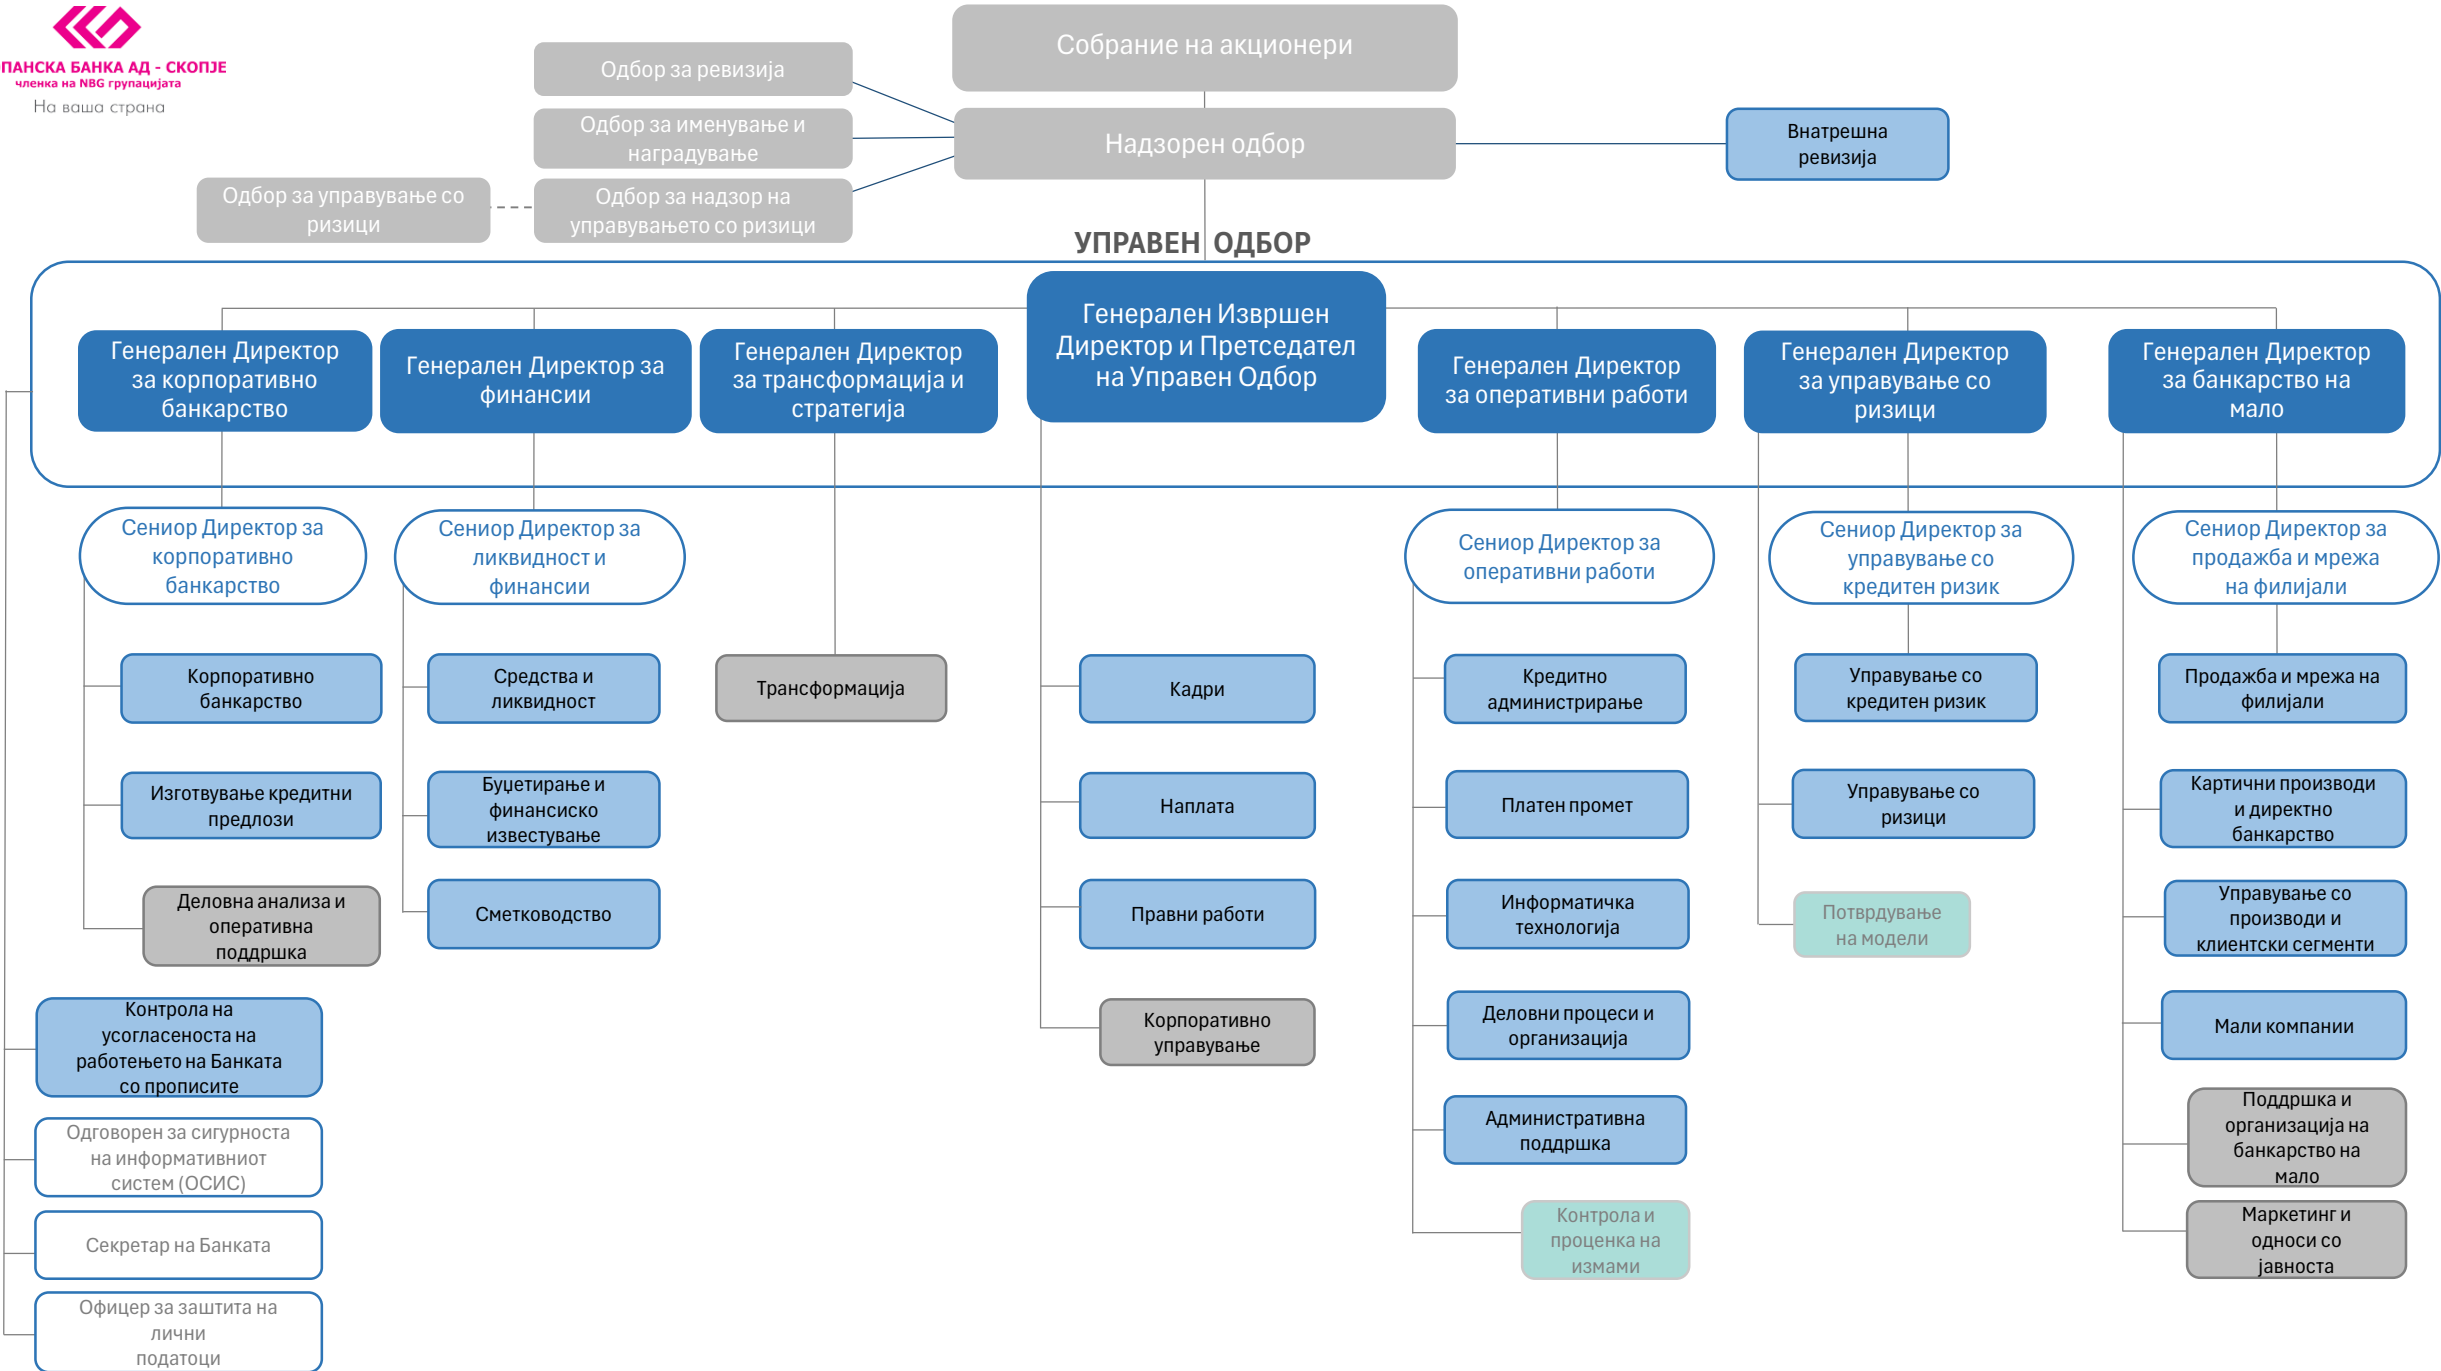 ПАНСКА БАНКА АД - СКОПЈЕ
членка на NBG групацијата
На ваша страна
Собрание на акционери
Одбор за ревизија
Одбор за именување и
наградување
Надзорен одбор
Внатрешна
ревизија
Одбор за управување со
ризици
Одбор за надзор на
управувањето со ризици
УПРАВЕН ОДБОР
Генерален Директор
за корпоративно
банкарство
Генерален Директор за
финансии
Генерален Директор
за трансформација и
стратегија
Генерален Извршен
Директор и Претседател
на Управен Одбор
Генерален Директор
за оперативни работи
Генерален Директор
за управување со
ризици
Генерален Директор
за банкарство на
мало
Сениор Директор за
корпоративно
банкарство
Сениор Директор за
ликвидност и
финансии
Сениор Директор за
оперативни работи
Сениор Директор за
управување со
кредитен ризик
Сениор Директор за
продажба и мрежа
на филијали
Корпоративно
банкарство
Средства и
ликвидност
Трансформација
Кадри
Кредитно
администрирање
Управување со
кредитен ризик
Продажба и мрежа на
филијали
Изготвување кредитни
предлози
Буџетирање и
финансиско
известување
Наплата
Платен промет
Управување со
ризици
Картични производи
и директно
банкарство
Деловна анализа и
оперативна
поддршка
Сметководство
Правни работи
Информатичка
технологија
Потврдување
на модели
Управување со
производи и
клиентски сегменти
Контрола на
усогласеноста на
работењето на Банката
со прописите
Корпоративно
управување
Деловни процеси и
организација
Мали компании
Одговорен за сигурноста
на информативниот
систем (ОСИС)
Административна
поддршка
Поддршка и
организација на
банкарство на
мало
Секретар на Банката
Контрола и
проценка на
измами
Маркетинг и
односи со
јавноста
Офицер за заштита на
лични
податоци